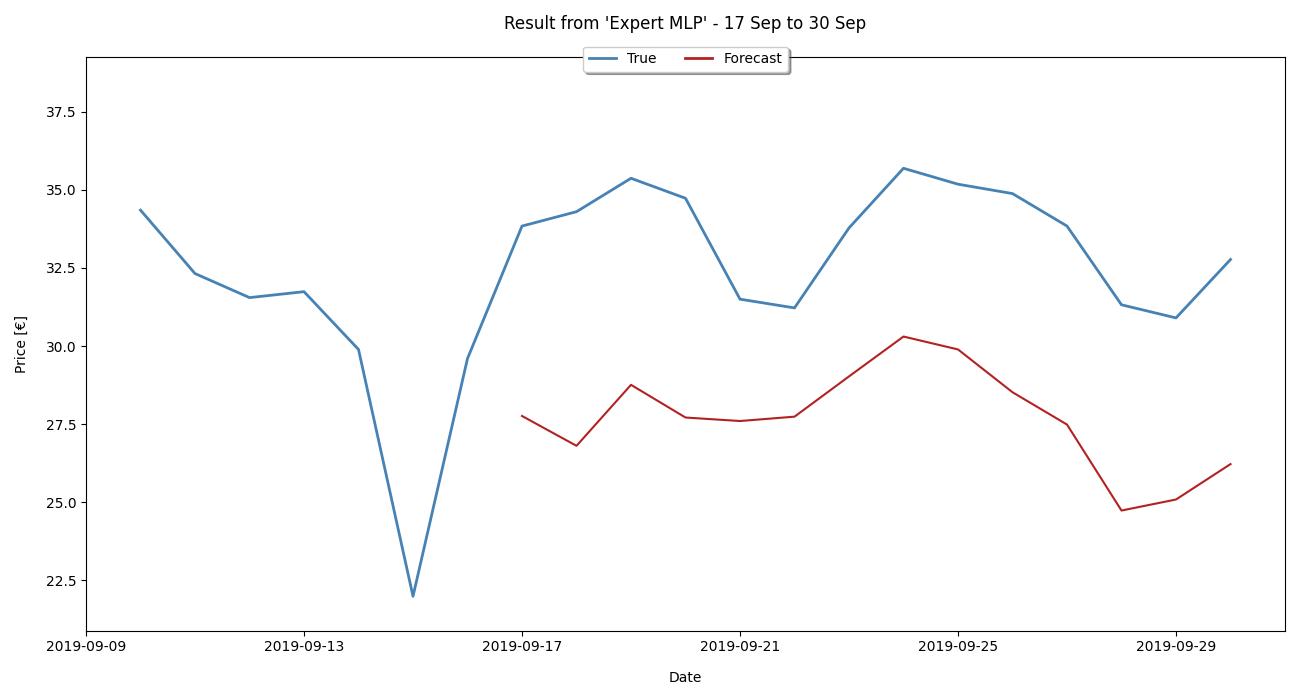 Result from 'Expert MLP' - 17 Sep to 30 Sep
True Forecast
37.5
35.0
32.5
30.0
27.5
25.0
22.5
Price [€]
2019-09-09 2019-09-13 2019-09-17 2019-09-21 2019-09-25 2019-09-29
Date